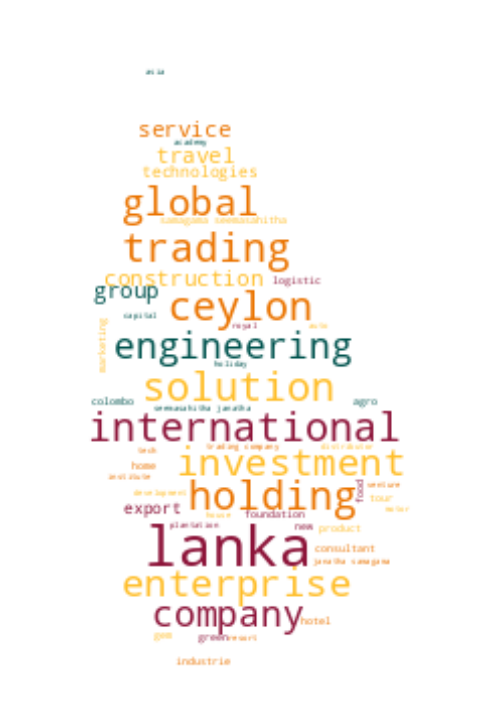 asia
service
academy
travel
technologies
global
samagama seemasahitha
trading
construction
logistic
group
ceylon
capital
royal
auto
marketing
engineering
holiday
solution
colombo
seemasahitha janatha
agro
international
tech
trading company
distributor
home
investment
institute
holding
food
venture
development
tour
export
house
foundation
motor
plantation
new
product
lanka
consultant
janatha samagama
enterprise
company
hotel
gem
green
resort
industrie